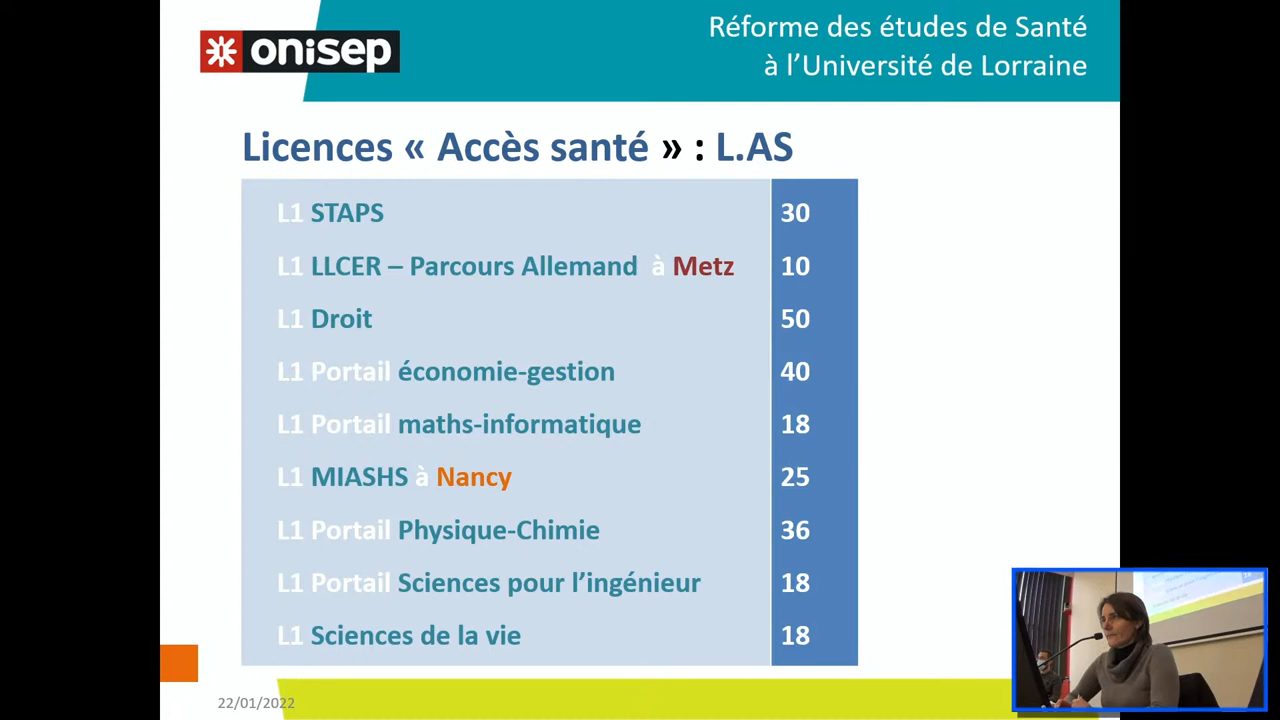 onisep
Réforme des études de Santé
à l’Université de Lorraine
Licences « Accès santé » : L.AS
L1 STAPS 30
L1 LLCER – Parcours Allemand à Metz 10
L1 Droit 50
L1 Portail économie-gestion 40
L1 Portail maths-informatique 18
L1 MIASHS à Nancy 25
L1 Portail Physique-Chimie 36
L1 Portail Sciences pour l’ingénieur 18
L1 Sciences de la vie 18
22/01/2022